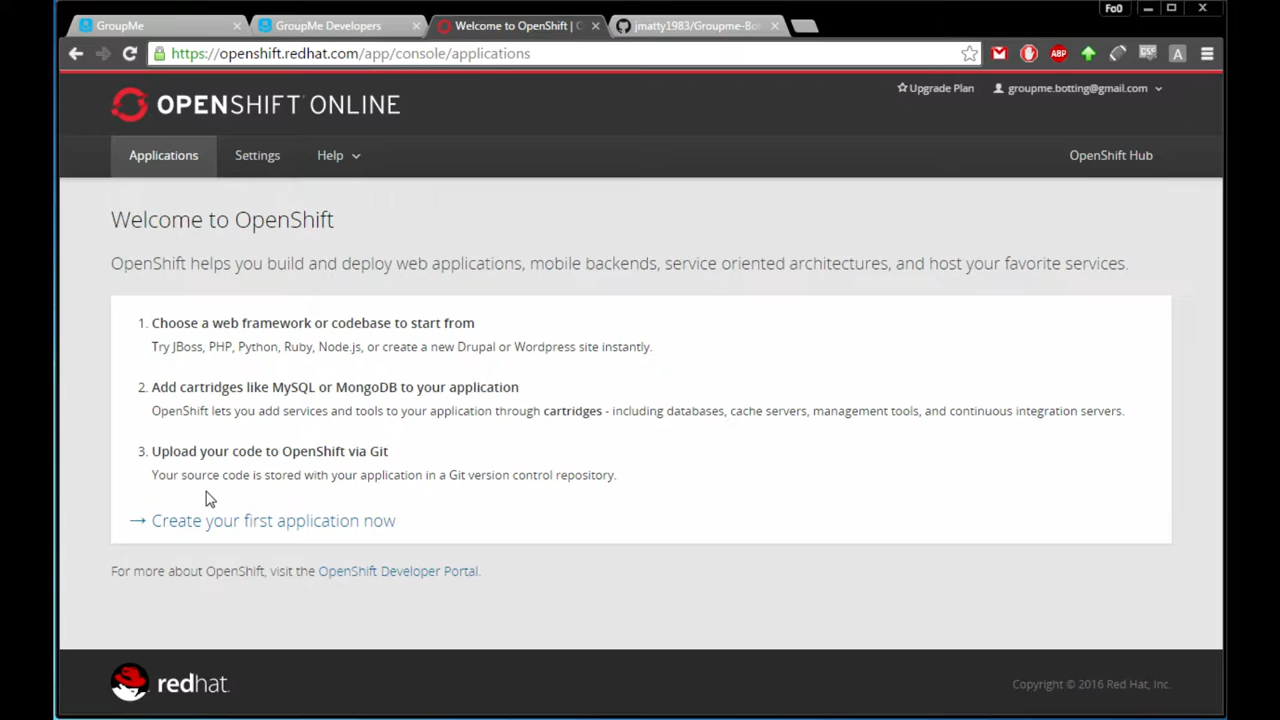 Fo0
GroupMe
GroupMe Developers
Welcome to OpenShift | O
jmatty1983/Groupme-Bot
https://openshift.redhat.com/app/console/applications
ABP
A
Upgrade Plan
groupme.botting@gmail.com
OPENSHIFT ONLINE
Applications
Settings
Help
OpenShift Hub
Welcome to OpenShift
OpenShift helps you build and deploy web applications, mobile backends, service oriented architectures, and host your favorite services.
1. Choose a web framework or codebase to start from
Try JBoss, PHP, Python, Ruby, Node.js, or create a new Drupal or Wordpress site instantly.
2. Add cartridges like MySQL or MongoDB to your application
OpenShift lets you add services and tools to your application through cartridges - including databases, cache servers, management tools, and continuous integration servers.
3. Upload your code to OpenShift via Git
Your source code is stored with your application in a Git version control repository.
→ Create your first application now
For more about OpenShift, visit the OpenShift Developer Portal.
redhat.
Copyright © 2016 Red Hat, Inc.